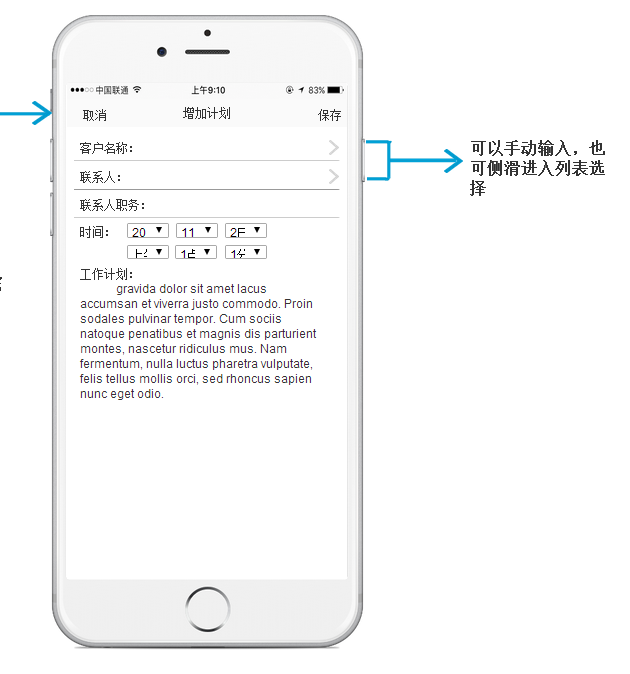 中国联通 上午9:10 83%
取消 增加计划 保存
客户名称：
联系人：
联系人职务：
时间： 20 11
工作计划：
gravida dolor sit amet lacus
accumsan et viverra justo commodo. Proin
sodales pulvinar tempor. Cum sociis
natoque penatibus et magnis dis parturient
montes, nascetur ridiculus mus. Nam
fermentum, nulla luctus pharetra vulputate,
felis tellus mollis orci, sed rhoncus sapien
nunc eget odio.
可以手动输入，也
可侧滑进入列表选
择